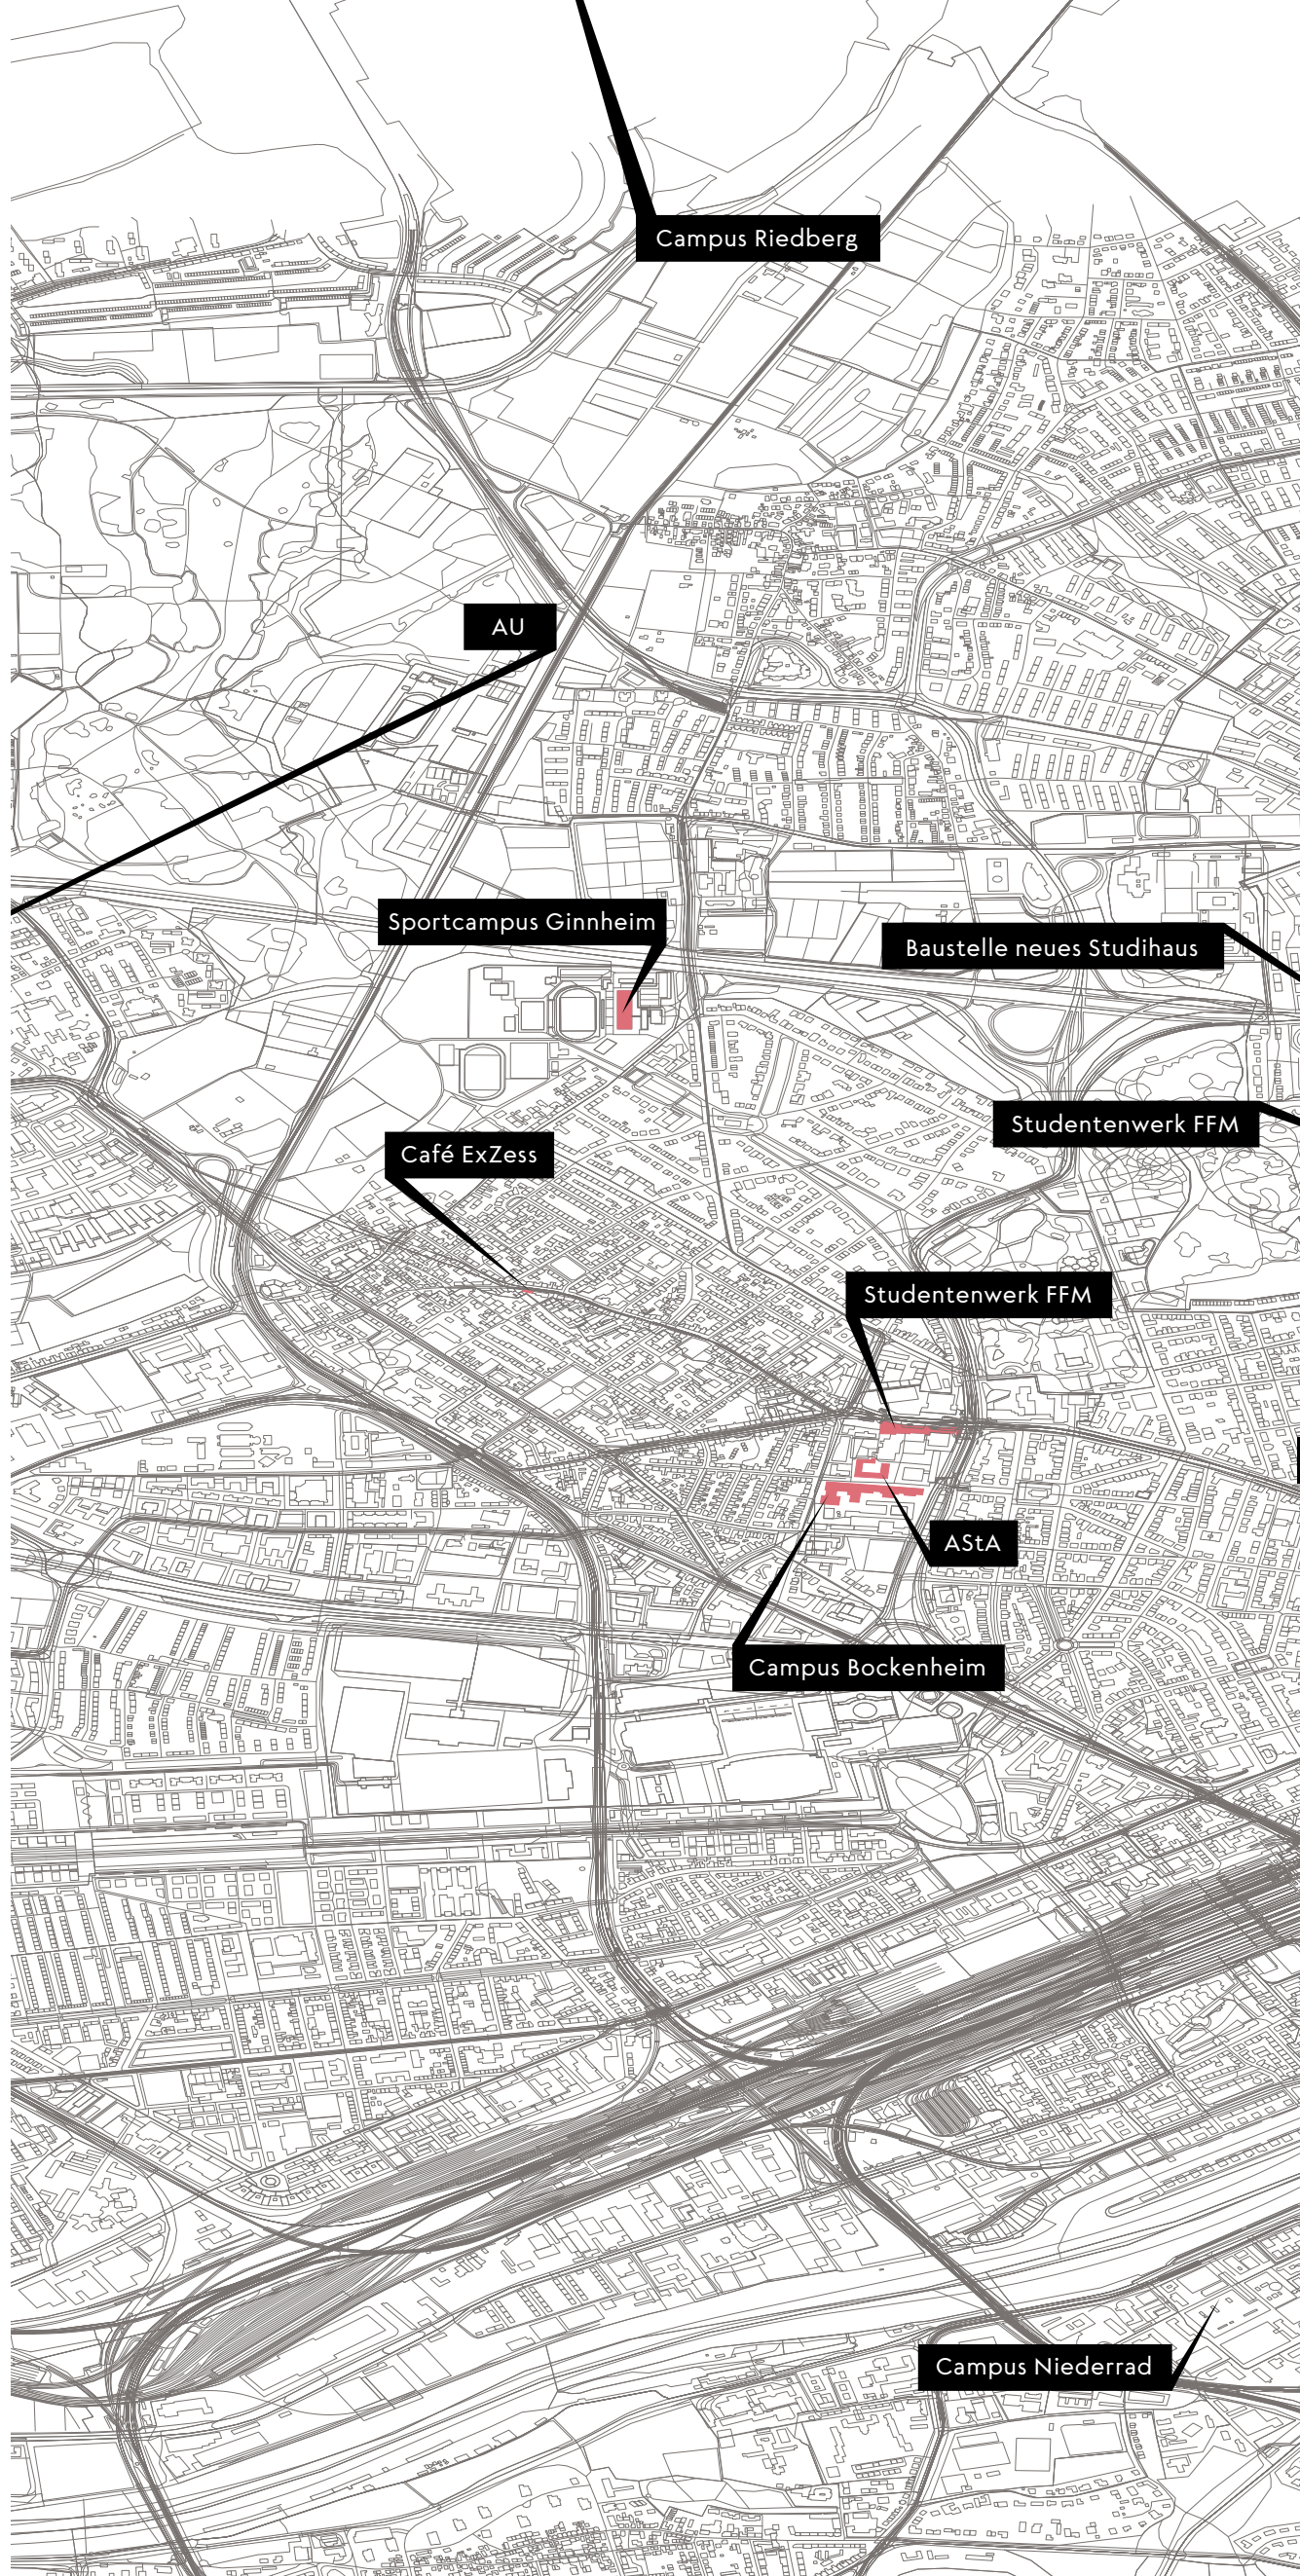 Campus Riedberg
AU
Sportcampus Ginnheim
Baustelle neues Studihaus
Studentenwerk FFM
Café ExZess
Studentenwerk FFM
AStA
Campus Bockenheim
Campus Niederrad